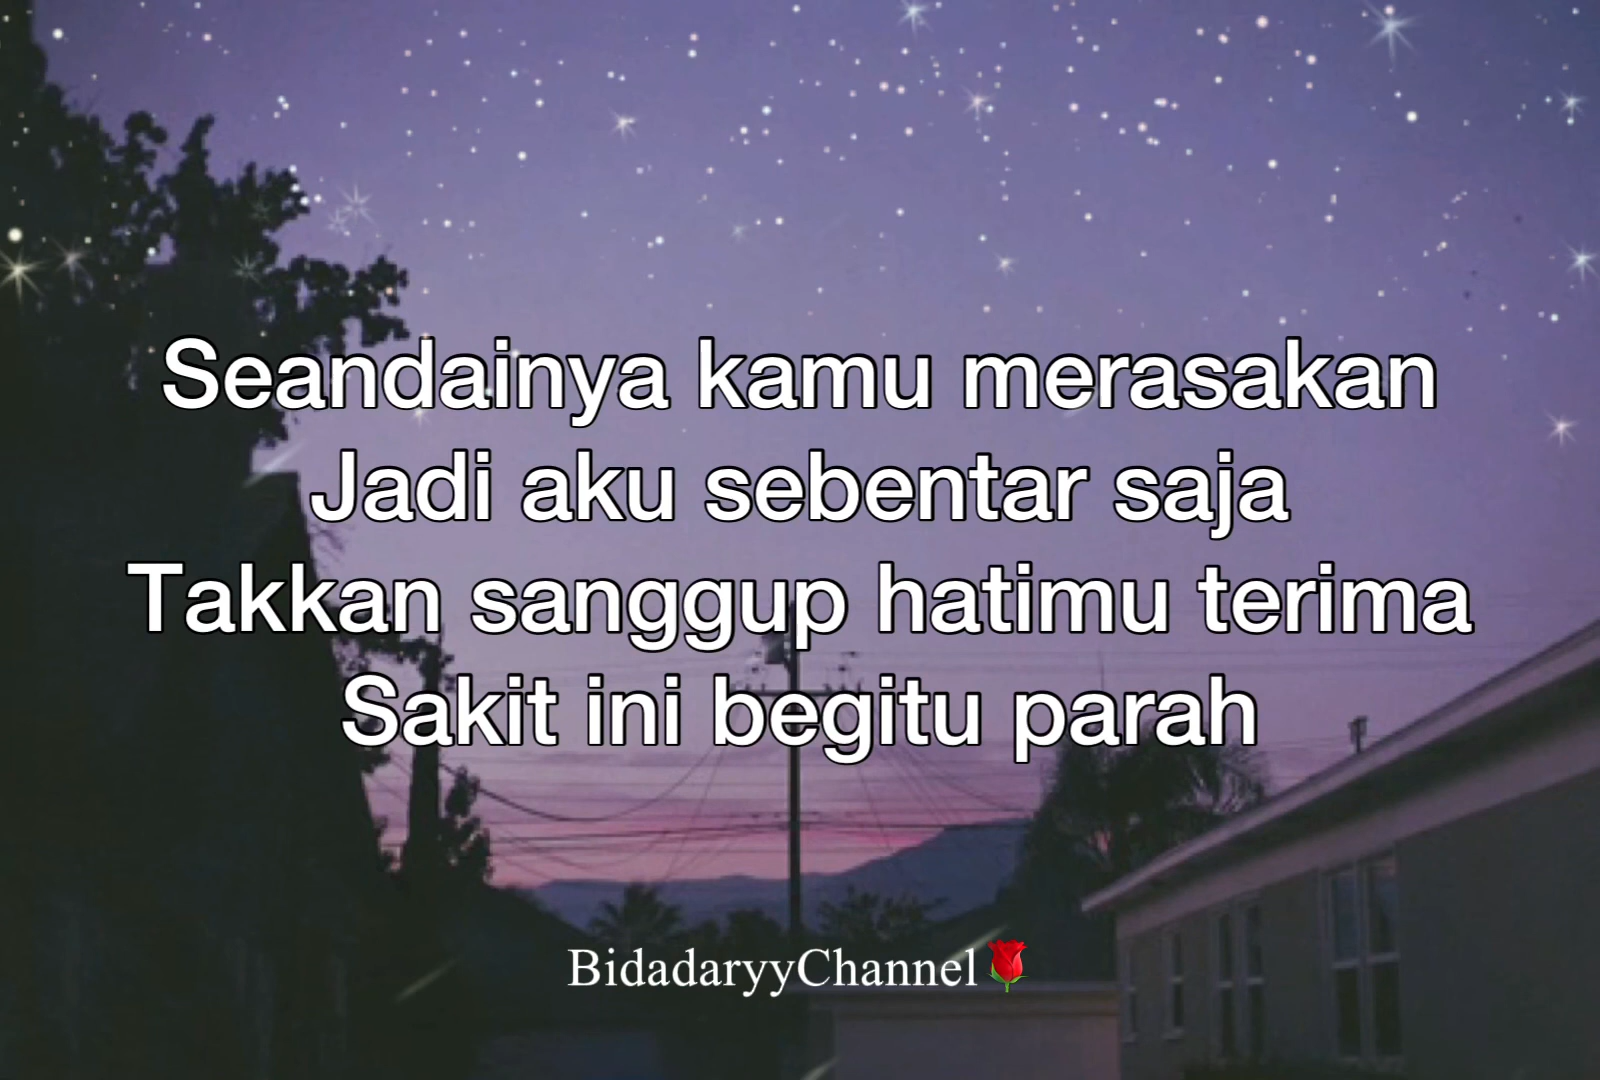 Seandainya kamu merasakan
Jadi aku sebentar saja
Takkan sanggup hatimu terima
Sakit ini begitu parah
BidadaryyChannel🌹